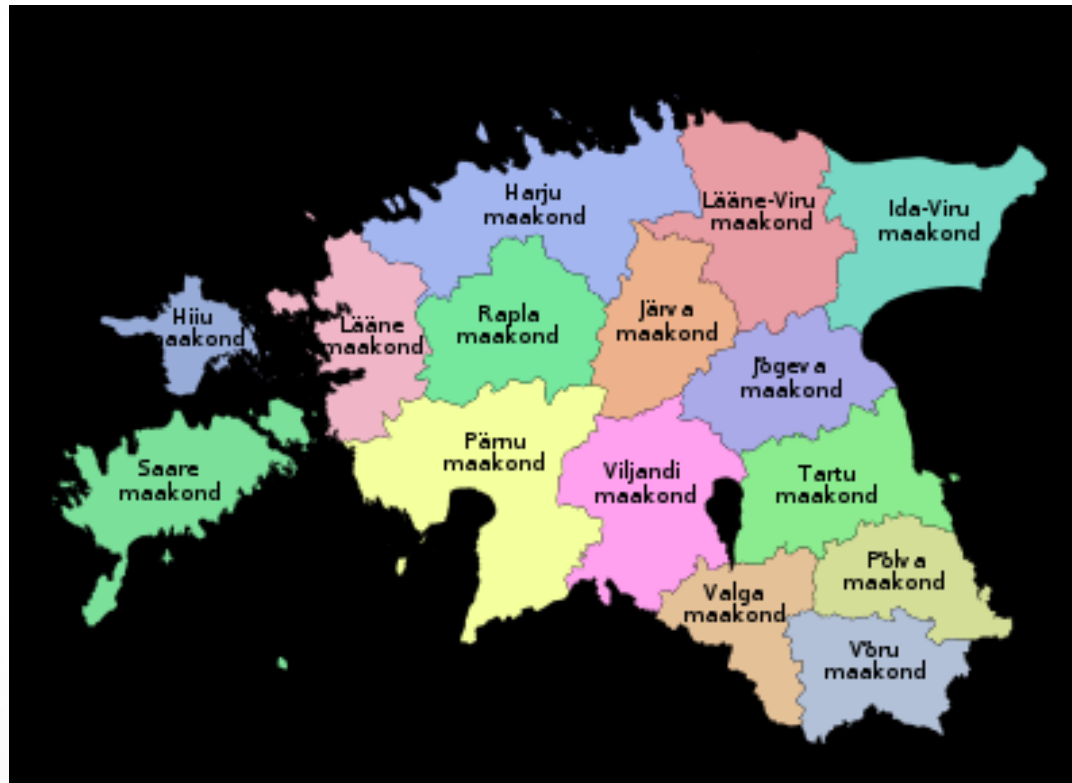 Harju
maakond
Lääne-Viru
maakond
Ida-Viru
maakond
Hiiu
maakond
Lääne
maakond
Rapla
maakond
Järva
maakond
Jõgeva
maakond
Saare
maakond
Pärnu
maakond
Viljandi
maakond
Tartu
maakond
Põlva
maakond
Valga
maakond
Võru
maakond